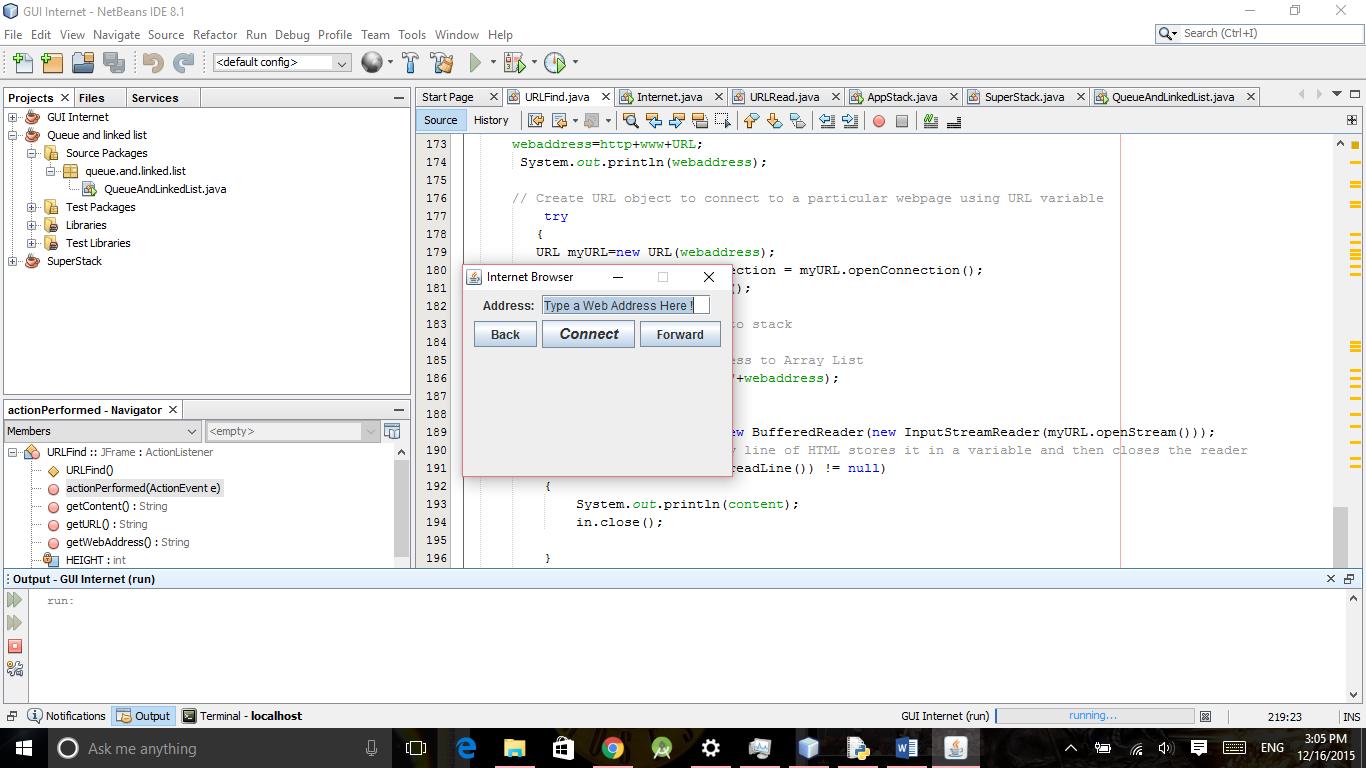 GUI Internet - NetBeans IDE 8.1
File Edit View Navigate Source Refactor Run Debug Profile Team Tools Window Help
Search (Ctrl+I)
<default config>
Projects Files Services
GUI Internet
Queue and linked list
Source Packages
queue.and.linked.list
QueueAndLinkedList.java
Test Packages
Libraries
Test Libraries
SuperStack
actionPerformed - Navigator
Members <empty>
URLFind :: JFrame : ActionListener
URLFind()
actionPerformed(ActionEvent e)
getContent() : String
getURL() : String
getWebAddress() : String
HEIGHT : int
Start Page URLFind.java Internet.java URLRead.java AppStack.java SuperStack.java QueueAndLinkedList.java
Source History
173 webaddress=http+www+URL;
174 System.out.println(webaddress);
175
176 // Create URL object to connect to a particular webpage using URL variable
177 try
178 {
179 URL myURL=new URL(webaddress);
180 ection = myURL.openConnection();
181 ();
182
183 to stack
184
185 ess to Array List
186 "+webaddress);
187
188
189 ew BufferedReader(new InputStreamReader(myURL.openStream()));
190 y line of HTML stores it in a variable and then closes the reader
191 readLine()) != null)
192 {
193 System.out.println(content);
194 in.close();
195
196 }
Internet Browser
Address: Type a Web Address Here !
Back Connect Forward
Output - GUI Internet (run)
run:
Notifications Output Terminal - localhost
GUI Internet (run) running... 219:23 INS
Ask me anything
ENG 3:05 PM
12/16/2015